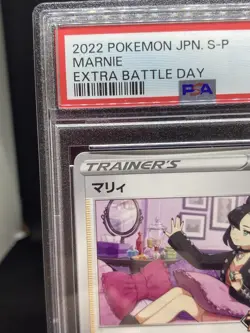 2022 POKEMON JPN. S-P
MARNIE
EXTRA BATTLE DAY
PSA
TRAINER'S
マリィ